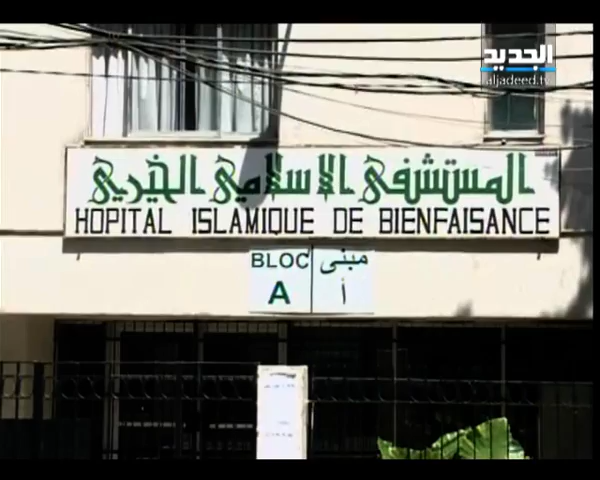 الجديد
aljadeed.tv
المستشفى الاسلامي الخيري
HOPITAL ISLAMIQUE DE BIENFAISANCE
BLOC مبنى
A أ